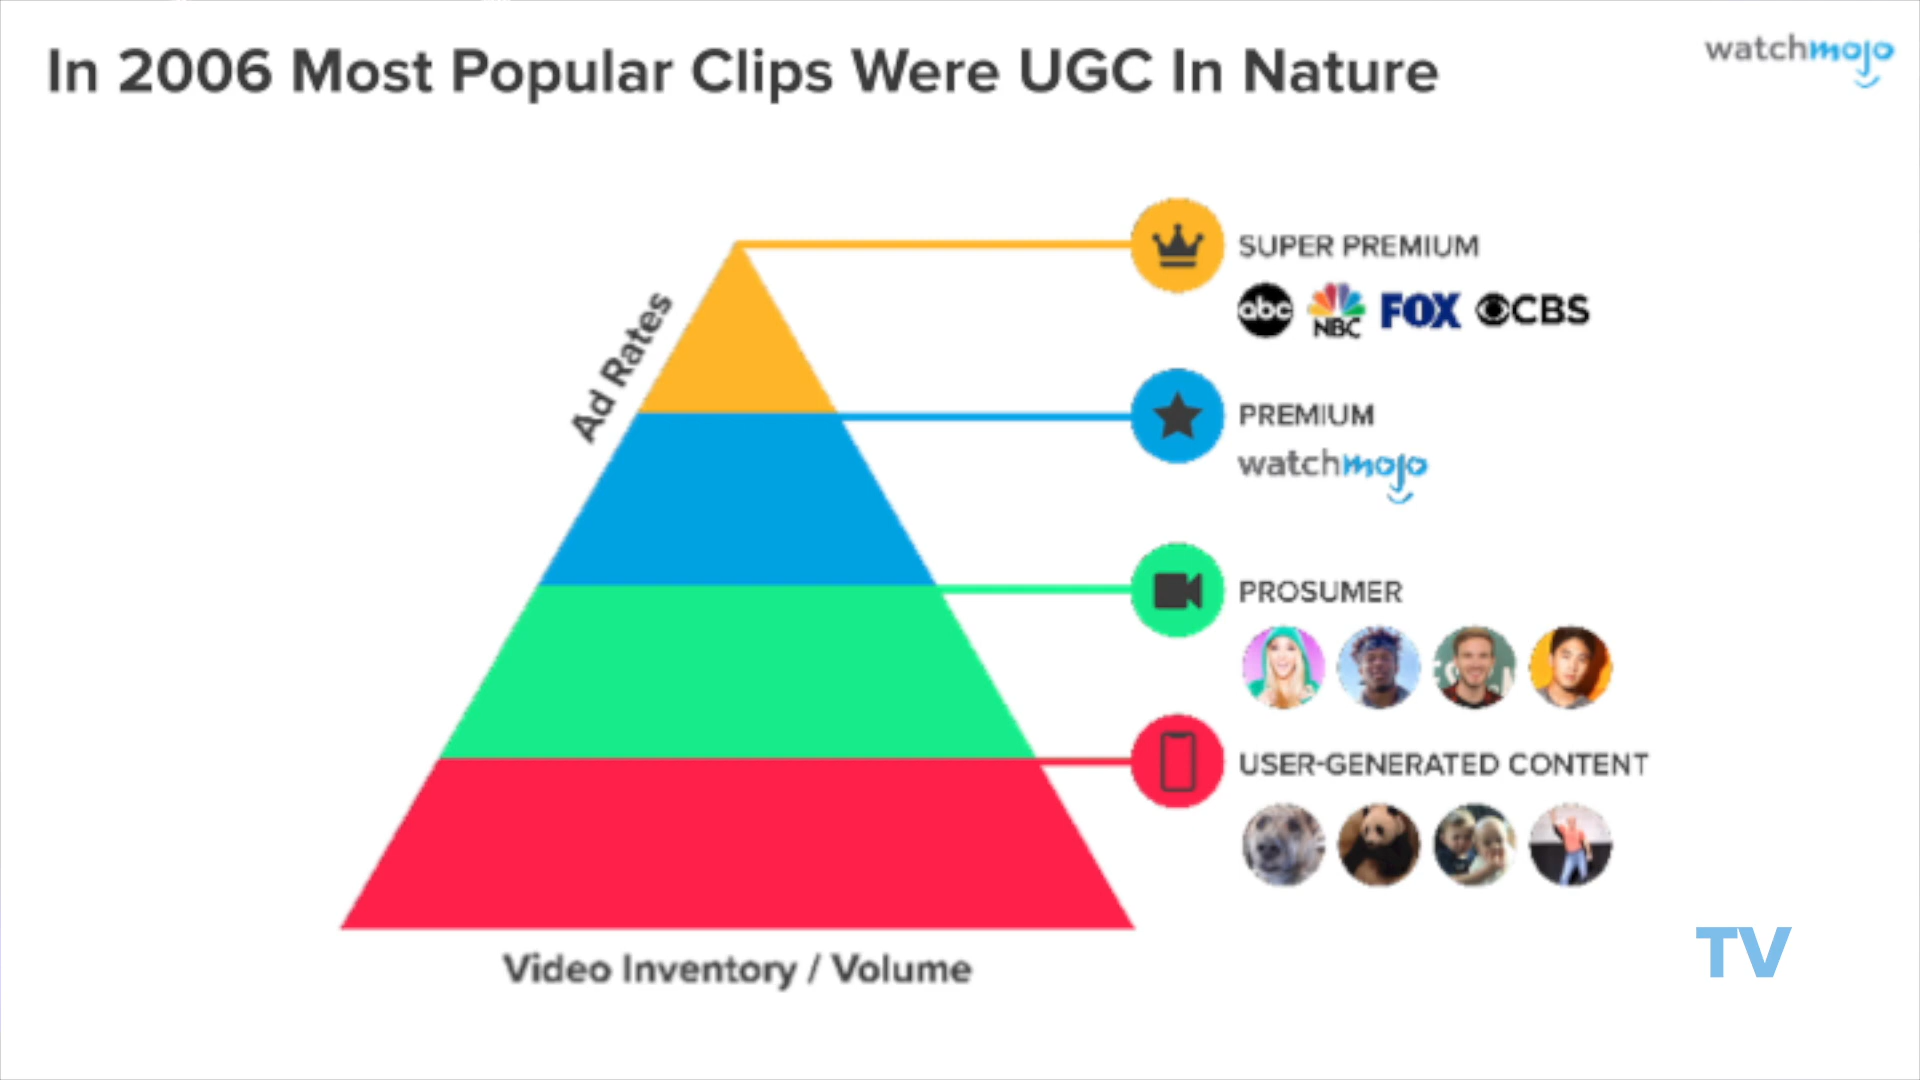 In 2006 Most Popular Clips Were UGC In Nature
watchmojo
Ad Rates
SUPER PREMIUM
abc NBC FOX CBS
PREMIUM
watchmojo
PROSUMER
USER-GENERATED CONTENT
Video Inventory / Volume
TV